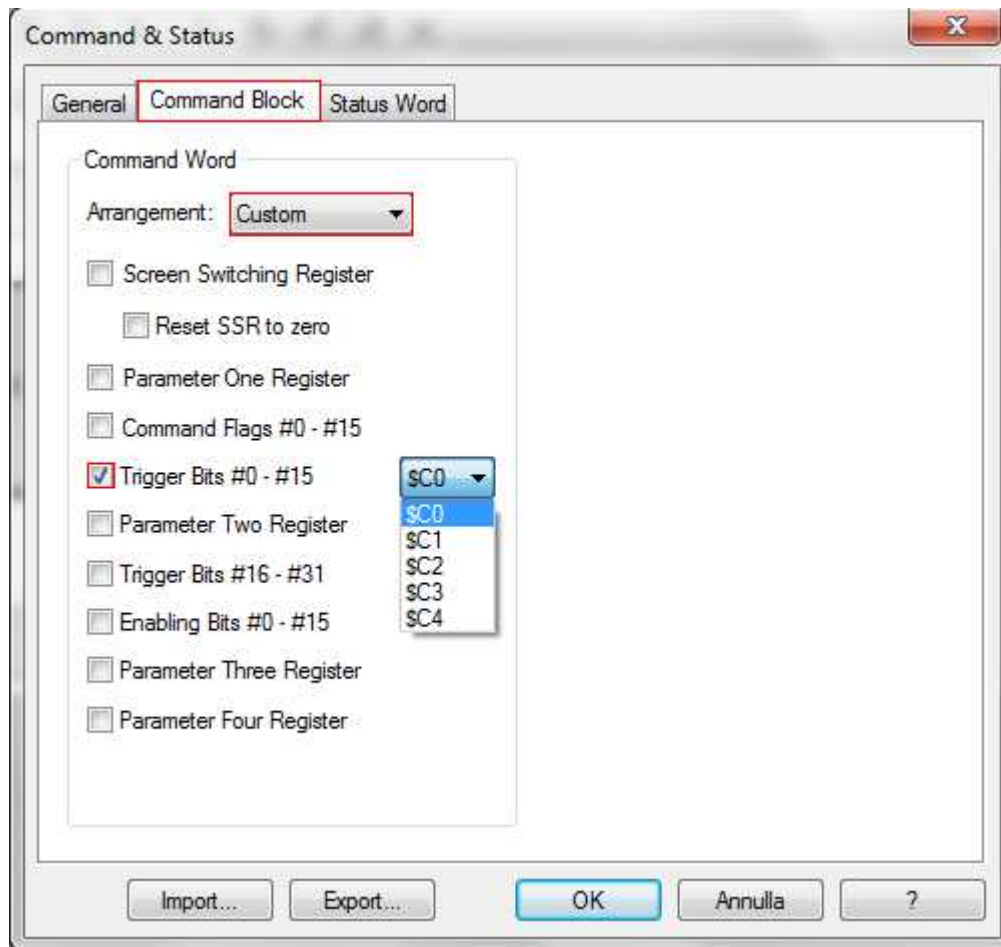 Command & Status
General Command Block Status Word
Command Word
Arrangement: Custom
Screen Switching Register
Reset SSR to zero
Parameter One Register
Command Flags #0 - #15
Trigger Bits #0 - #15 $C0
$C0
Parameter Two Register
$C1
$C2
Trigger Bits #16 - #31
$C3
Enabling Bits #0 - #15
$C4
Parameter Three Register
Parameter Four Register
Import... Export... OK Annulla ?